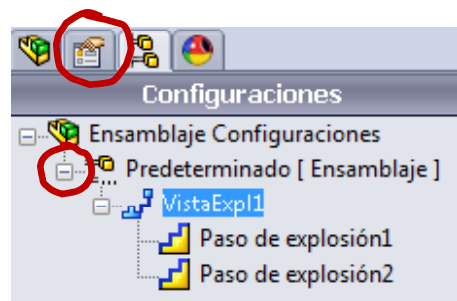 Configuraciones
Ensamblaje Configuraciones
Predeterminado [ Ensamblaje ]
VistaExpl1
Paso de explosión1
Paso de explosión2